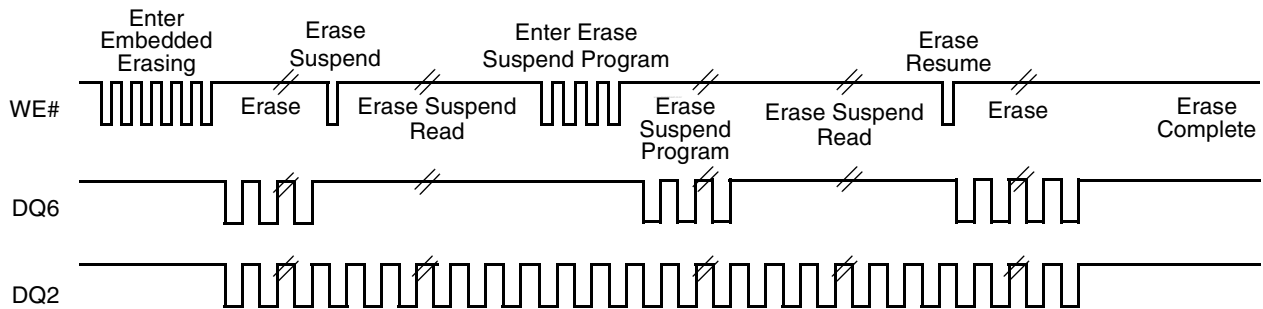 Enter
Embedded
Erasing
Erase
Suspend
Enter Erase
Suspend Program
Erase
Resume
WE#
Erase
Erase Suspend
Read
Erase
Suspend
Program
Erase Suspend
Read
Erase
Erase
Complete
DQ6
DQ2